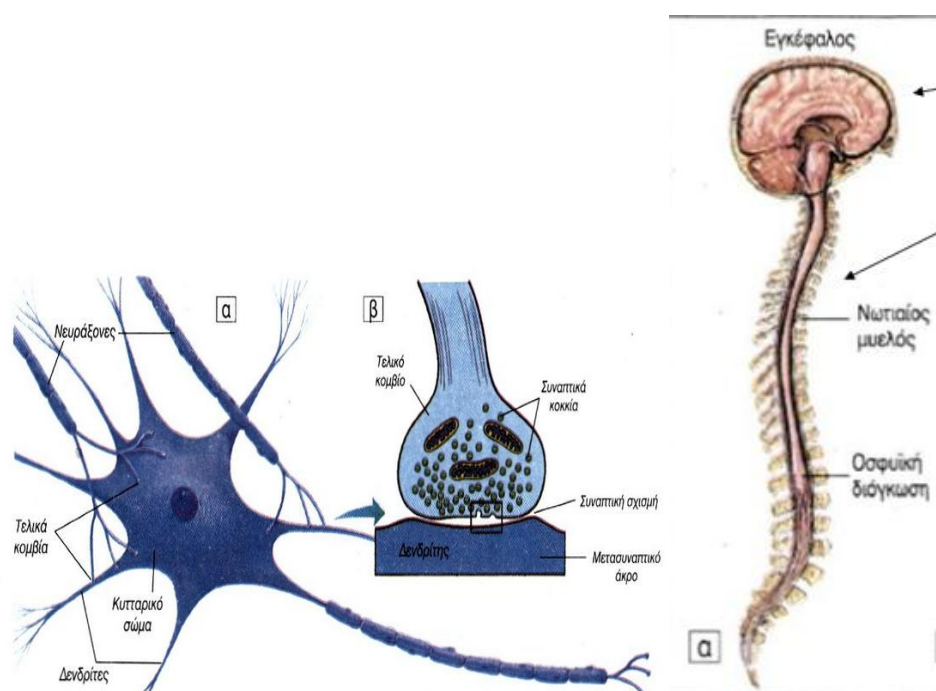 α
Νευράξονες
Τελικά
κομβία
Κυτταρικό
σώμα
Δενδρίτες
β
Τελικό
κομβίο
Συναπτικά
κοκκία
Συναπτική σχισμή
Δενδρίτης
Μετασυναπτικό
άκρο
Εγκέφαλος
Νωτιαίος
μυελός
Οσφυϊκή
διόγκωση
α